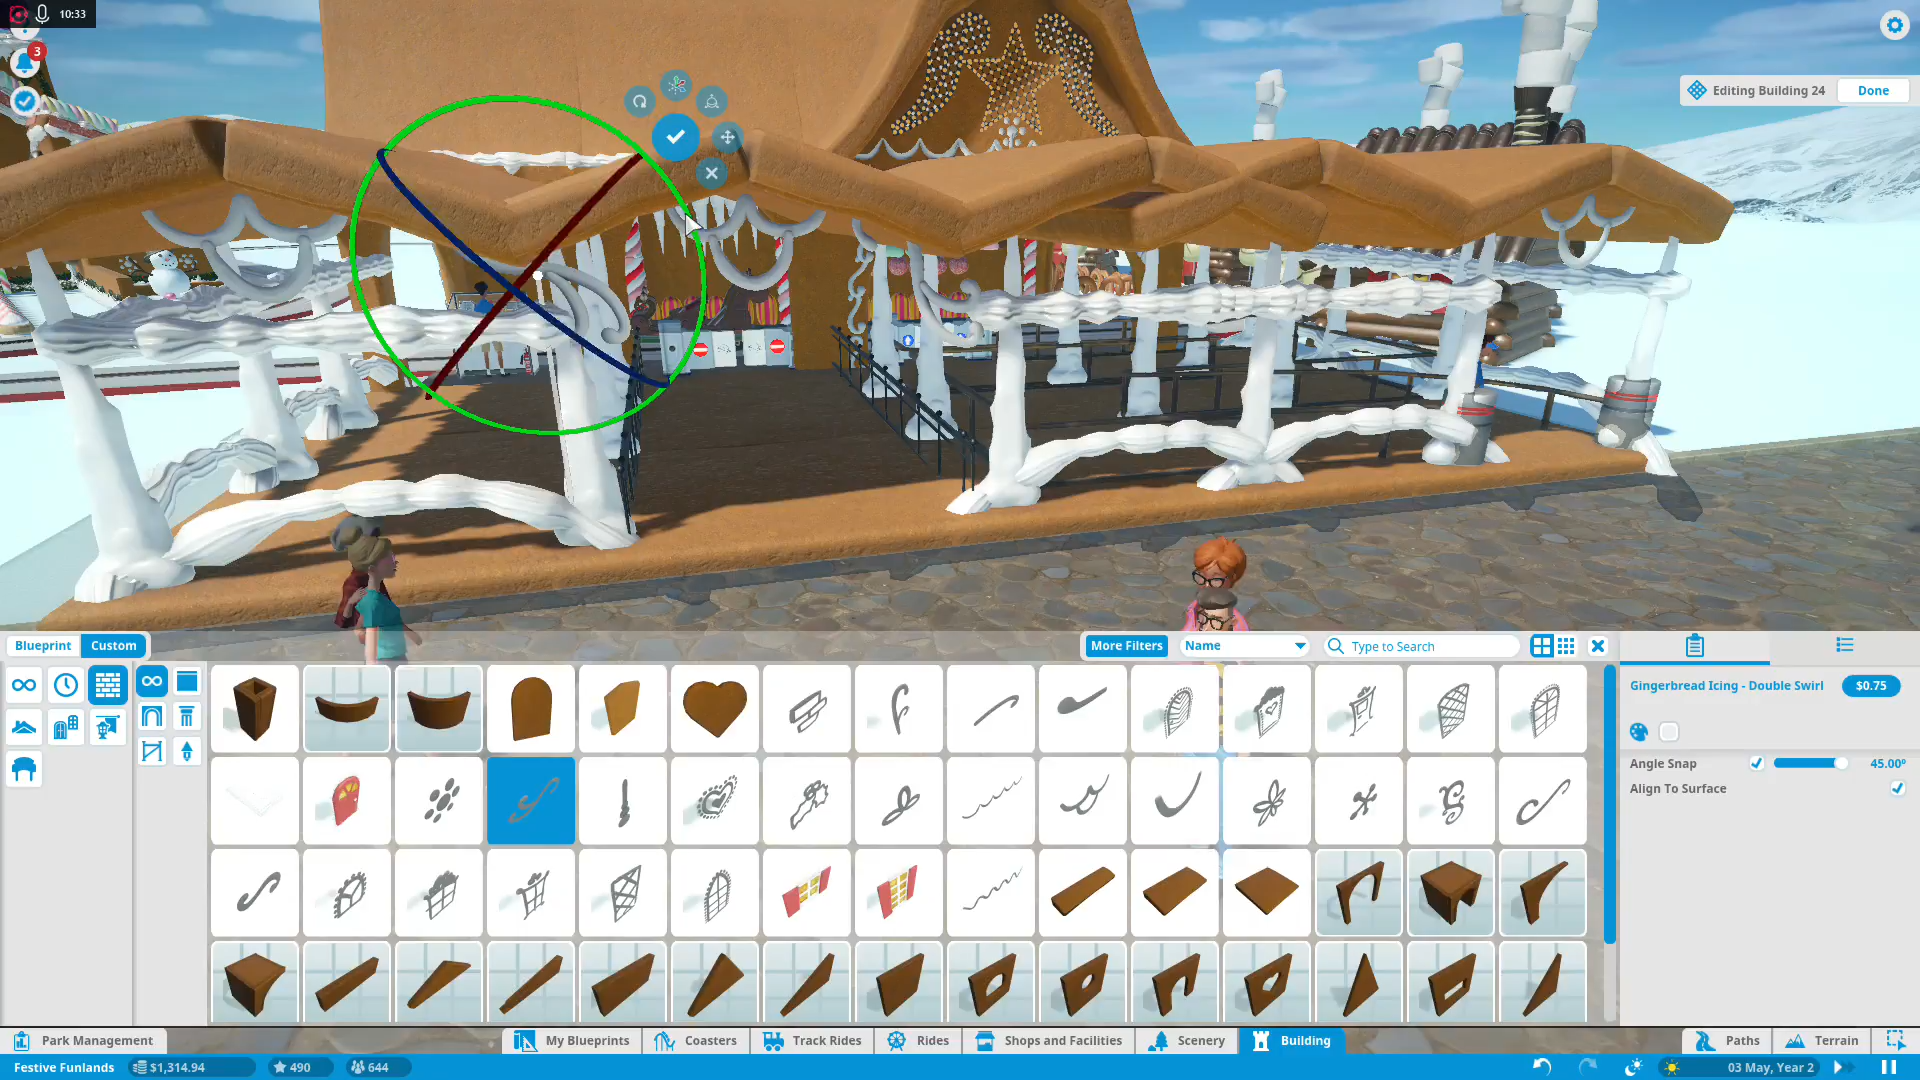 10:33
3
Editing Building 24
Done
Blueprint
Custom
More Filters
Name
Type to Search
Gingerbread Icing - Double Swirl
$0.75
Angle Snap
45.00º
Align To Surface
Park Management
My Blueprints
Coasters
Track Rides
Rides
Shops and Facilities
Scenery
Building
Paths
Terrain
Festive Funlands
$1,314.94
490
644
03 May, Year 2